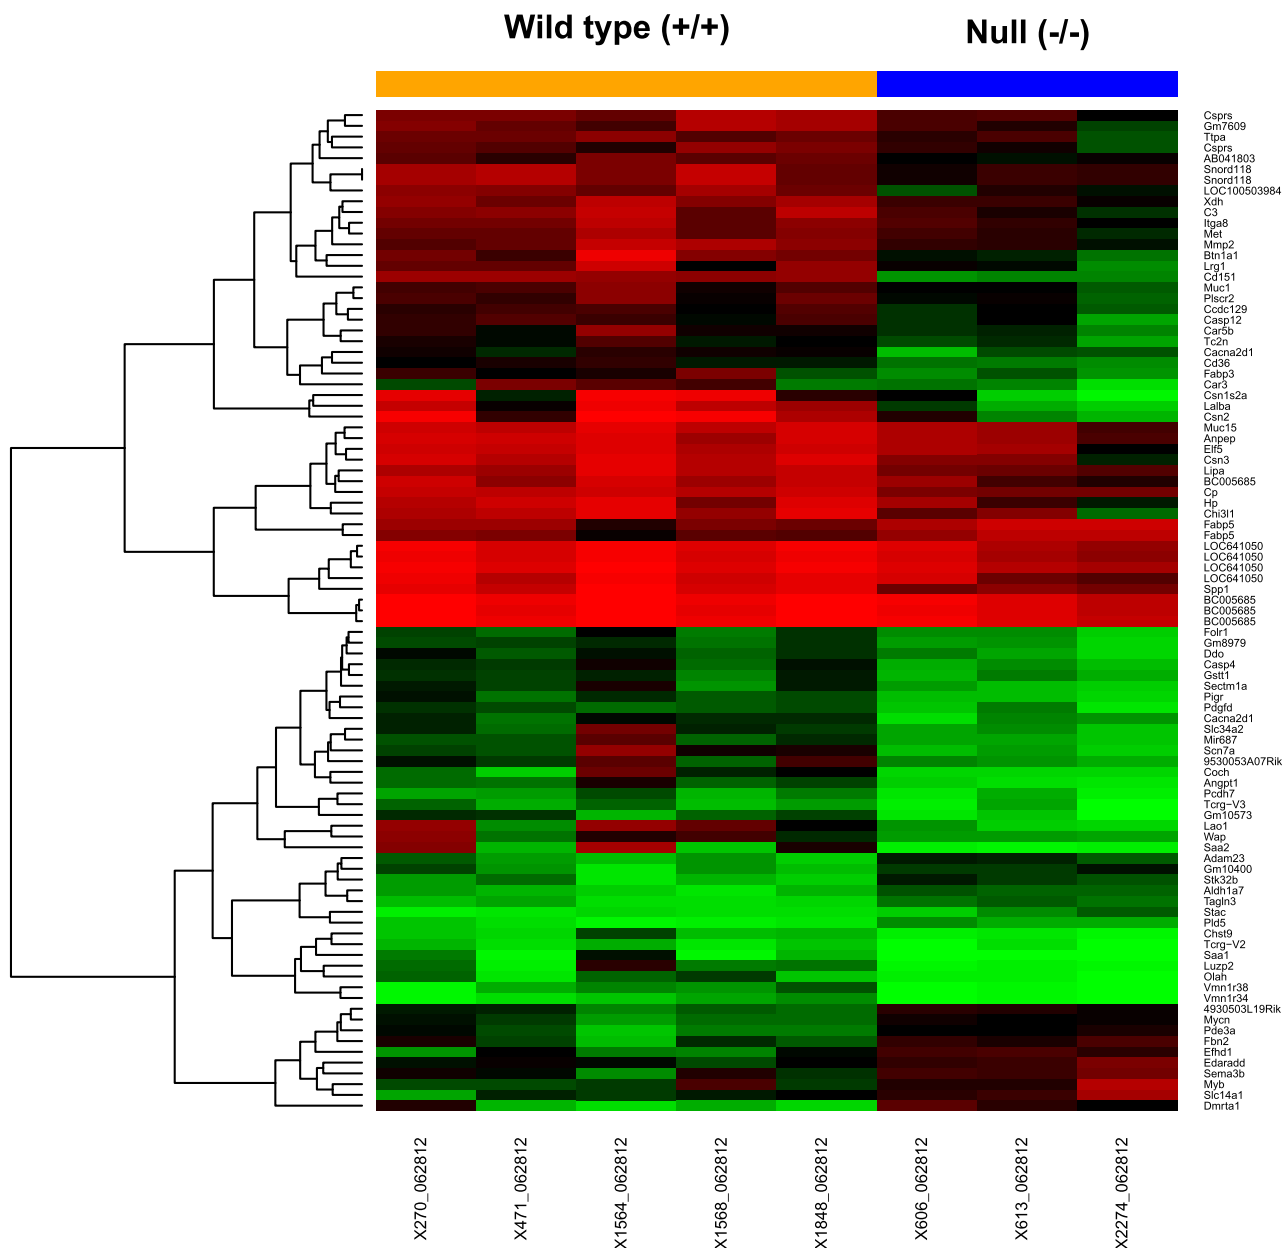 Wild type (+/+)
Null (-/-)
Csprs
Gm7609
Ttpa
Csprs
AB041803
Snord118
Snord118
LOC100503984
Xdh
C3
Itga8
Met
Mmp2
Btn1a1
Lrg1
Cd151
Muc1
Plscr2
Ccdc129
Casp12
Car5b
Tc2n
Cacna2d1
Cd36
Fabp3
Car3
Csn1s2a
Lalba
Csn2
Muc15
Anpep
Elf5
Csn3
Lipa
BC005685
Cp
Hp
Chi3l1
Fabp5
Fabp5
LOC641050
LOC641050
LOC641050
LOC641050
Spp1
BC005685
BC005685
BC005685
Folr1
Gm8979
Ddo
Casp4
Gstt1
Sectm1a
Pigr
Pdgfd
Cacna2d1
Slc34a2
Mir687
Scn7a
9530053A07Rik
Coch
Angpt1
Pcdh7
Tcrg−V3
Gm10573
Lao1
Wap
Saa2
Adam23
Gm10400
Stk32b
Aldh1a7
Tagln3
Stac
Pld5
Chst9
Tcrg−V2
Saa1
Luzp2
Olah
Vmn1r38
Vmn1r34
4930503L19Rik
Mycn
Pde3a
Fbn2
Efhd1
Edaradd
Sema3b
Myb
Slc14a1
Dmrta1
X270_062812
X471_062812
X1564_062812
X1568_062812
X1848_062812
X606_062812
X613_062812
X2274_062812